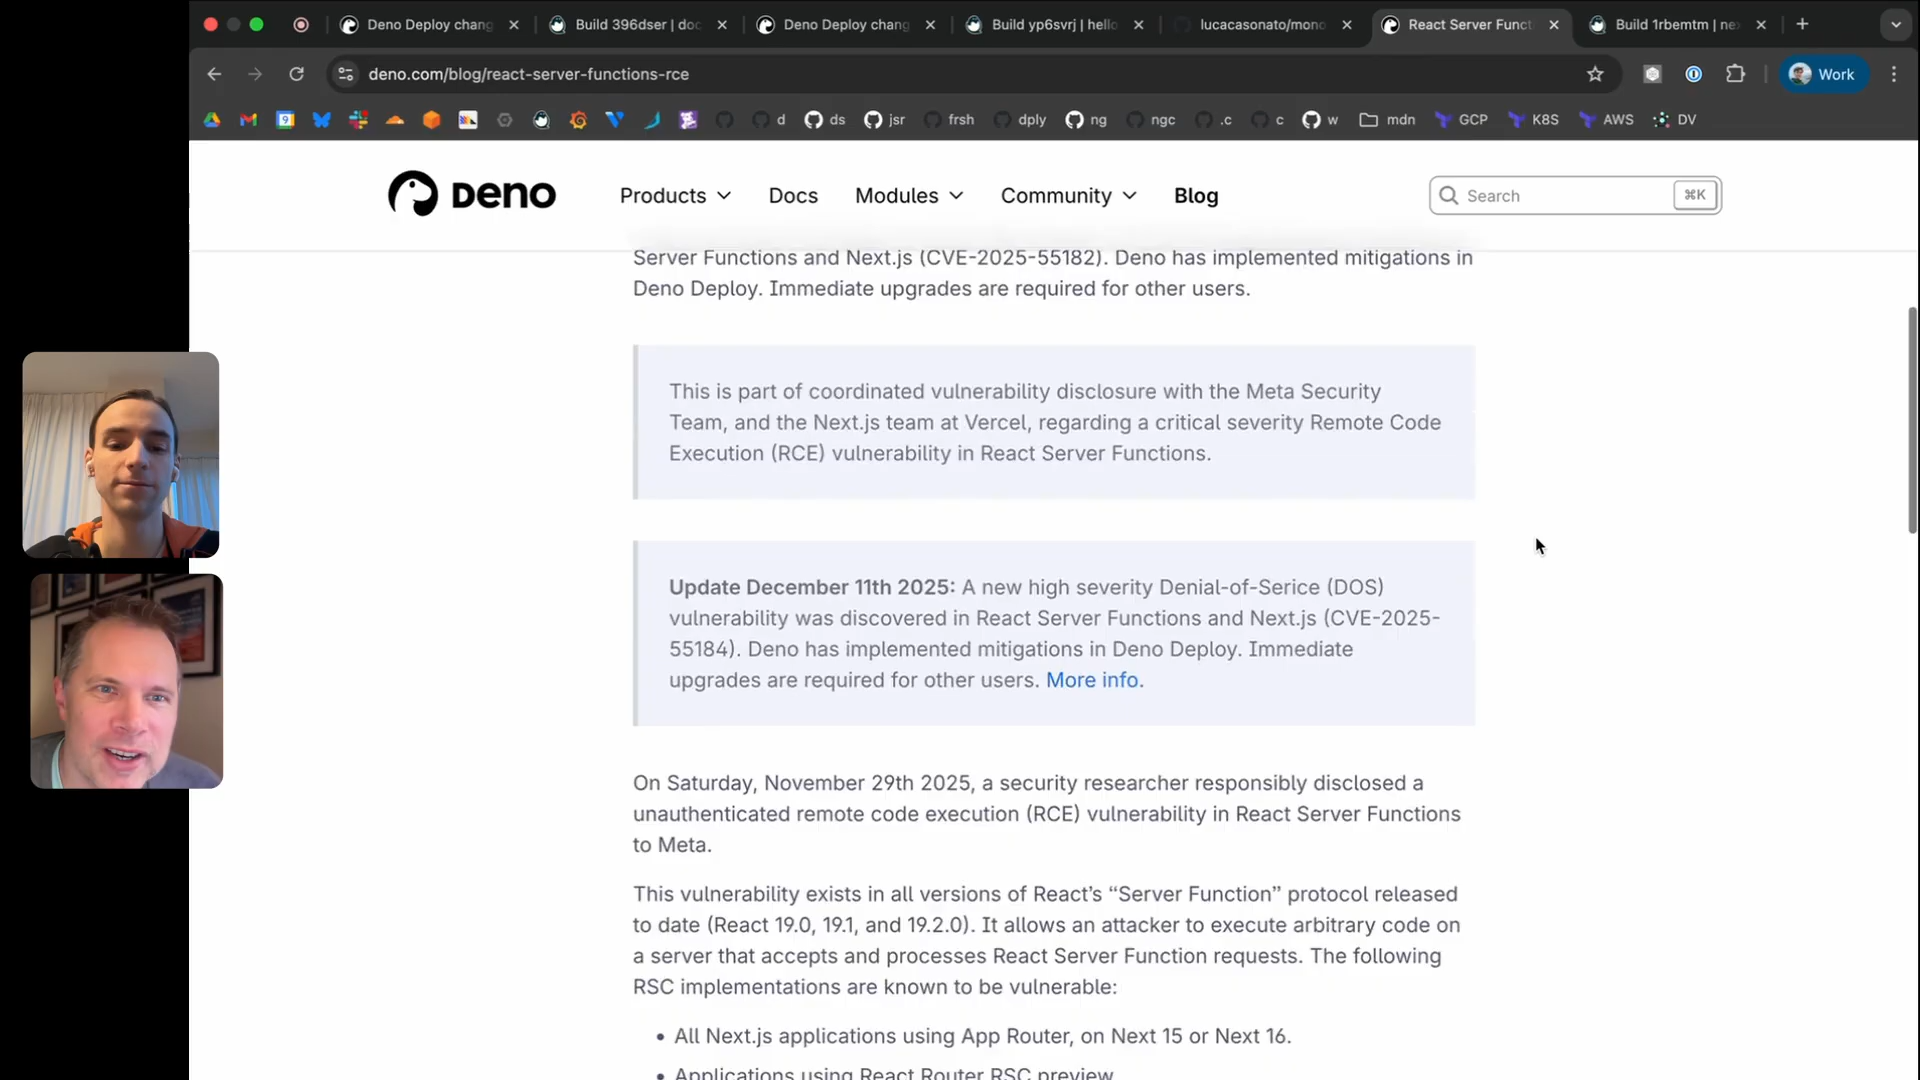 Deno Deploy chang
Build 396dser | doc
Deno Deploy chang
Build yp6svrj | hello
lucacasonato/mono
React Server Funct
Build 1rbemtm | ne
deno.com/blog/react-server-functions-rce
Work
9
d
ds
jsr
frsh
dply
ng
ngc
.c
c
w
mdn
GCP
K8S
AWS
DV
Deno
Products
Docs
Modules
Community
Blog
Search
⌘K
Server Functions and Next.js (CVE-2025-55182). Deno has implemented mitigations in
Deno Deploy. Immediate upgrades are required for other users.
This is part of coordinated vulnerability disclosure with the Meta Security
Team, and the Next.js team at Vercel, regarding a critical severity Remote Code
Execution (RCE) vulnerability in React Server Functions.
Update December 11th 2025: A new high severity Denial-of-Serice (DOS)
vulnerability was discovered in React Server Functions and Next.js (CVE-2025-
55184). Deno has implemented mitigations in Deno Deploy. Immediate
upgrades are required for other users. More info.
On Saturday, November 29th 2025, a security researcher responsibly disclosed a
unauthenticated remote code execution (RCE) vulnerability in React Server Functions
to Meta.
This vulnerability exists in all versions of React’s “Server Function” protocol released
to date (React 19.0, 19.1, and 19.2.0). It allows an attacker to execute arbitrary code on
a server that accepts and processes React Server Function requests. The following
RSC implementations are known to be vulnerable:
• All Next.js applications using App Router, on Next 15 or Next 16.
• Applications using React Router RSC preview